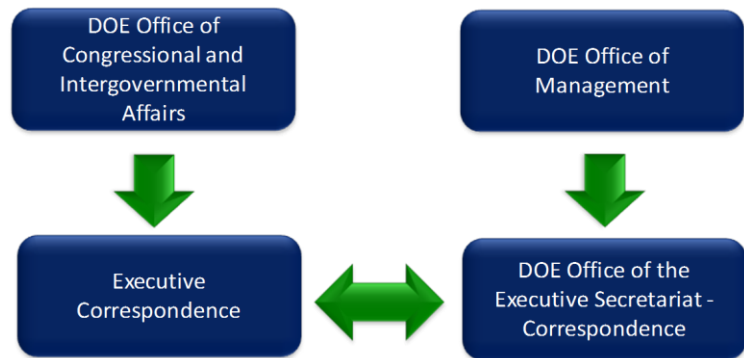 DOE Office of
Congressional and
Intergovernmental
Affairs
DOE Office of
Management
Executive
Correspondence
DOE Office of the
Executive Secretariat -
Correspondence